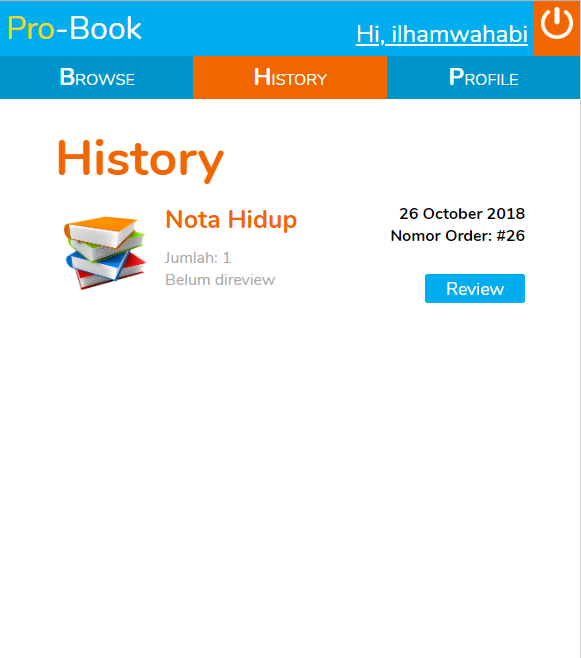 Pro-Book
Hi, ilhamwahabi
BROWSE
HISTORY
PROFILE
History
Nota Hidup
26 October 2018
Nomor Order: #26
Jumlah: 1
Belum direview
Review